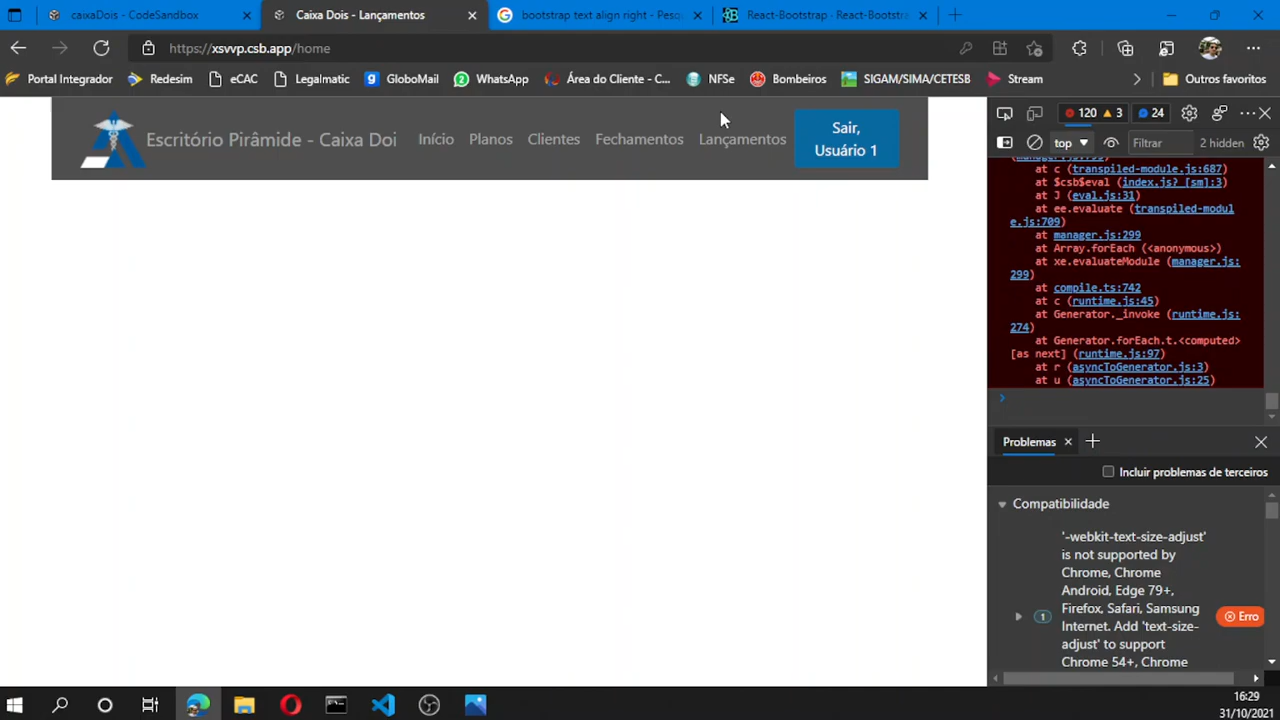 caixaDois - CodeSandbox
Caixa Dois - Lançamentos
bootstrap text align right - Pesq
React-Bootstrap · React-Bootstra
https://xsvvp.csb.app/home
Portal Integrador
Redesim
eCAC
Legalmatic
GloboMail
WhatsApp
Área do Cliente - C...
NFSe
Bombeiros
SIGAM/SIMA/CETESB
Stream
Outros favoritos
Escritório Pirâmide - Caixa Doi
Início
Planos
Clientes
Fechamentos
Lançamentos
Sair,
Usuário 1
120
3
24
top
Filtrar
2 hidden
at c (transpiled-module.js:687)
at $csb$eval (index.js? [sm]:3)
at J (eval.js:31)
at ee.evaluate (transpiled-modul
e.js:709)
at manager.js:299
at Array.forEach (<anonymous>)
at xe.evaluateModule (manager.js:
299)
at compile.ts:742
at c (runtime.js:45)
at Generator._invoke (runtime.js:
274)
at Generator.forEach.t.<computed>
[as next] (runtime.js:97)
at r (asyncToGenerator.js:3)
at u (asyncToGenerator.js:25)
Problemas
Incluir problemas de terceiros
Compatibilidade
'-webkit-text-size-adjust'
is not supported by
Chrome, Chrome
Android, Edge 79+,
Firefox, Safari, Samsung
Internet. Add 'text-size-
adjust' to support
Chrome 54+, Chrome
1
Erro
16:29
31/10/2021